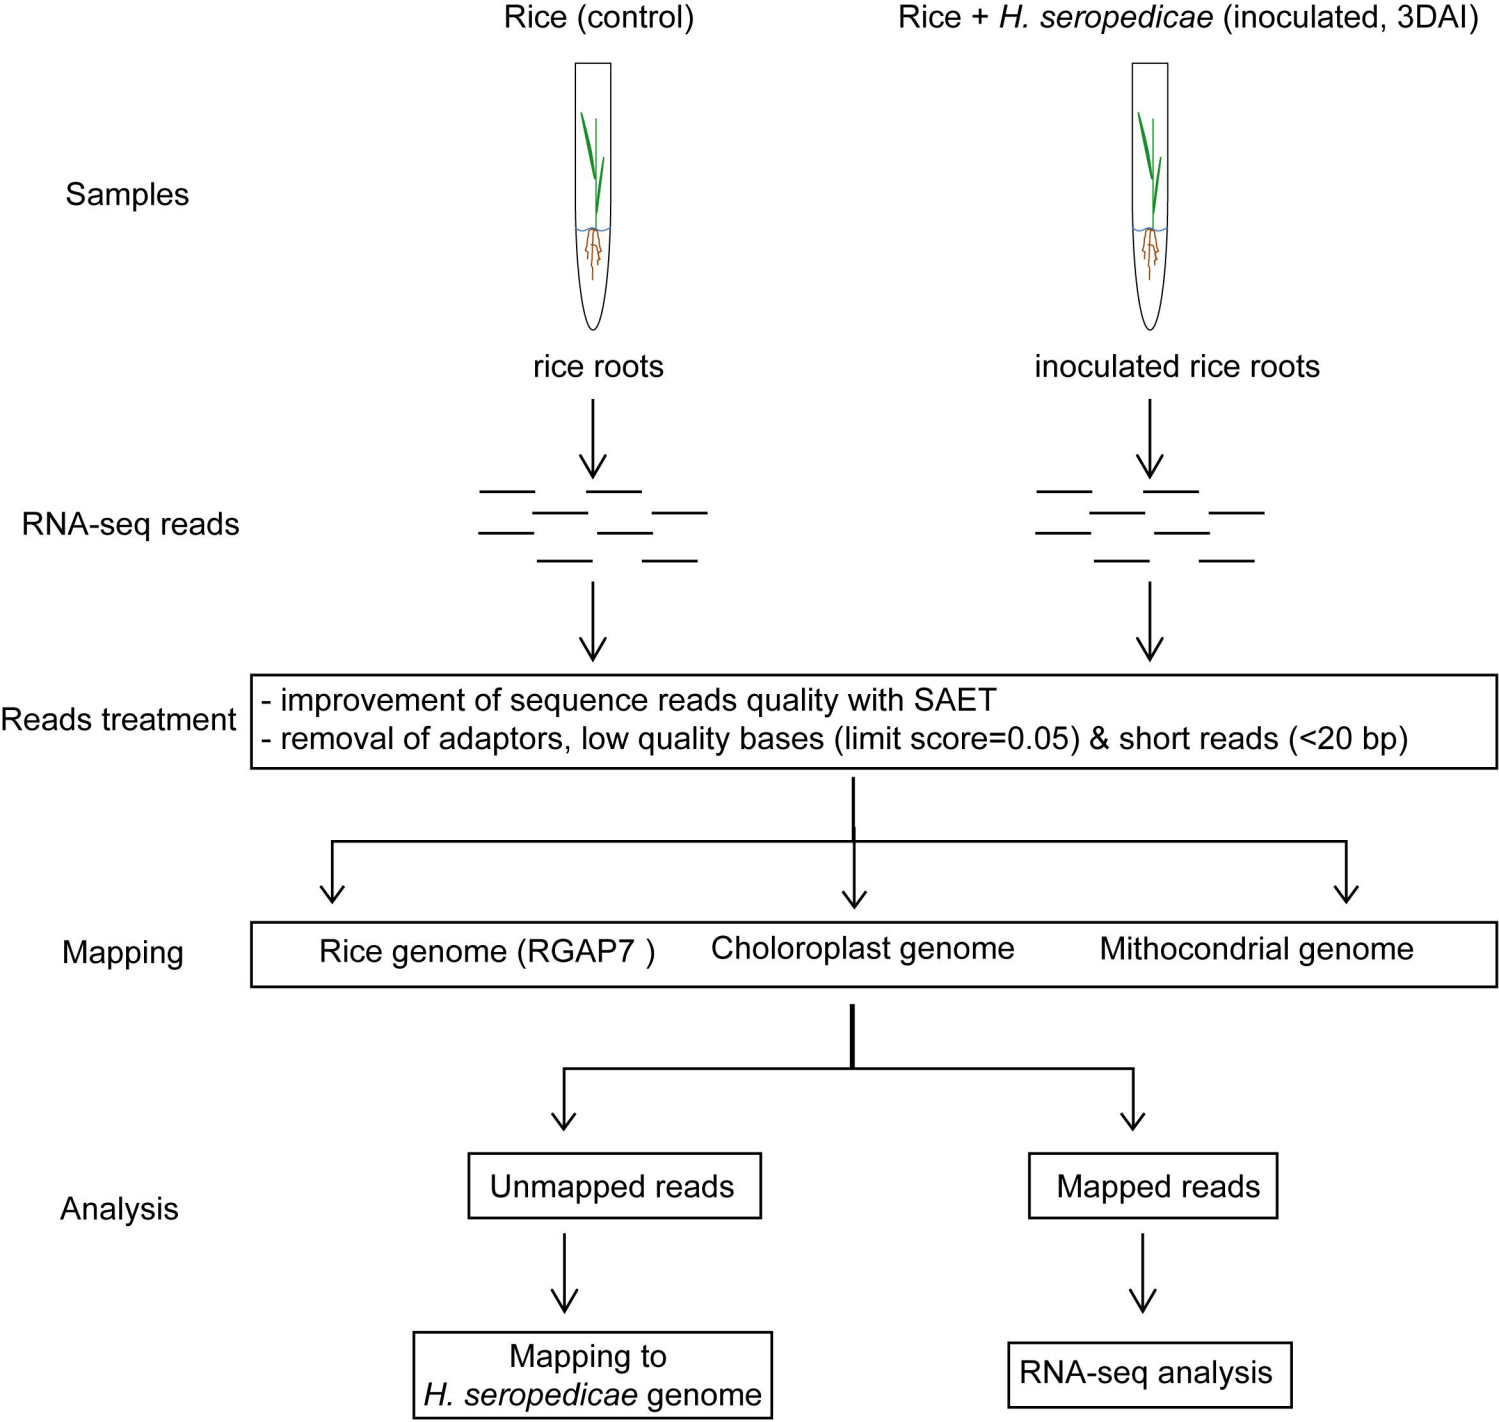 Rice (control)
Rice + H. seropedicae (inoculated, 3DAI)
Samples
rice roots
inoculated rice roots
RNA-seq reads
Reads treatment
- improvement of sequence reads quality with SAET
- removal of adaptors, low quality bases (limit score=0.05) & short reads (<20 bp)
Mapping
Rice genome (RGAP7 )
Choloroplast genome
Mithocondrial genome
Analysis
Unmapped reads
Mapped reads
Mapping to
H. seropedicae genome
RNA-seq analysis